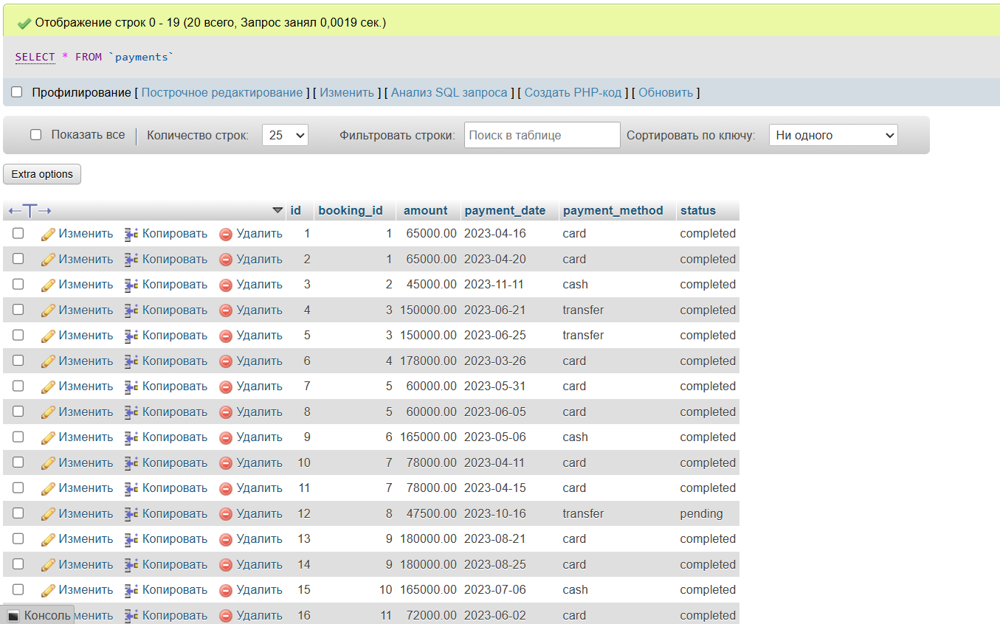 Отображение строк 0 - 19 (20 всего, Запрос занял 0,0019 сек.)
SELECT * FROM `payments`
Профилирование [ Построчное редактирование ] [ Изменить ] [ Анализ SQL запроса ] [ Создать PHP-код ] [ Обновить ]
Показать все Количество строк: 25 Фильтровать строки: Поиск в таблице Сортировать по ключу: Ни одного
Extra options
id booking_id amount payment_date payment_method status
Изменить Копировать Удалить 1 1 65000.00 2023-04-16 card completed
Изменить Копировать Удалить 2 1 65000.00 2023-04-20 card completed
Изменить Копировать Удалить 3 2 45000.00 2023-11-11 cash completed
Изменить Копировать Удалить 4 3 150000.00 2023-06-21 transfer completed
Изменить Копировать Удалить 5 3 150000.00 2023-06-25 transfer completed
Изменить Копировать Удалить 6 4 178000.00 2023-03-26 card completed
Изменить Копировать Удалить 7 5 60000.00 2023-05-31 card completed
Изменить Копировать Удалить 8 5 60000.00 2023-06-05 card completed
Изменить Копировать Удалить 9 6 165000.00 2023-05-06 cash completed
Изменить Копировать Удалить 10 7 78000.00 2023-04-11 card completed
Изменить Копировать Удалить 11 7 78000.00 2023-04-15 card completed
Изменить Копировать Удалить 12 8 47500.00 2023-10-16 transfer pending
Изменить Копировать Удалить 13 9 180000.00 2023-08-21 card completed
Изменить Копировать Удалить 14 9 180000.00 2023-08-25 card completed
Изменить Копировать Удалить 15 10 165000.00 2023-07-06 cash completed
Консоль менить Копировать Удалить 16 11 72000.00 2023-06-02 card completed